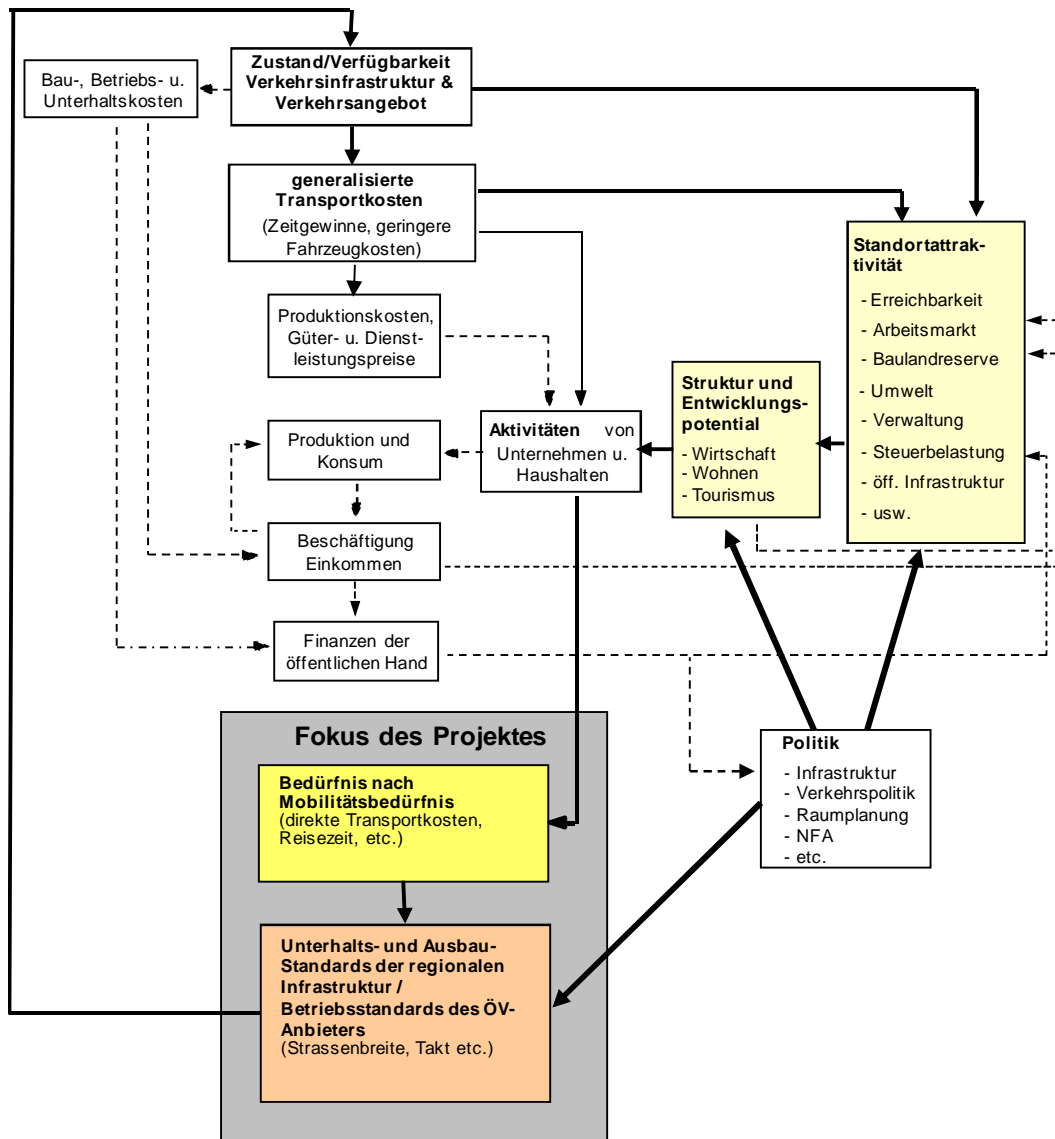 Zustand/Verfügbarkeit
Verkehrsinfrastruktur &
Verkehrsangebot
Bau-, Betriebs- u.
Unterhaltskosten
generalisierte
Transportkosten
(Zeitgewinne, geringere
Fahrzeugkosten)
Standortattrak-
tivität
- Erreichbarkeit
- Arbeitsmarkt
- Baulandreserve
- Umwelt
- Verwaltung
- Steuerbelastung
- öff. Infrastruktur
- usw.
Produktionskosten,
Güter- u. Dienst-
leistungspreise
Struktur und
Entwicklungs-
potential
- Wirtschaft
- Wohnen
- Tourismus
Aktivitäten von
Unternehmen u.
Haushalten
Produktion und
Konsum
Beschäftigung
Einkommen
Finanzen der
öffentlichen Hand
Fokus des Projektes
Bedürfnis nach
Mobilitätsbedürfnis
(direkte Transportkosten,
Reisezeit, etc.)
Politik
- Infrastruktur
- Verkehrspolitik
- Raumplanung
- NFA
- etc.
Unterhalts- und Ausbau-
Standards der regionalen
Infrastruktur /
Betriebsstandards des ÖV-
Anbieters
(Strassenbreite, Takt etc.)